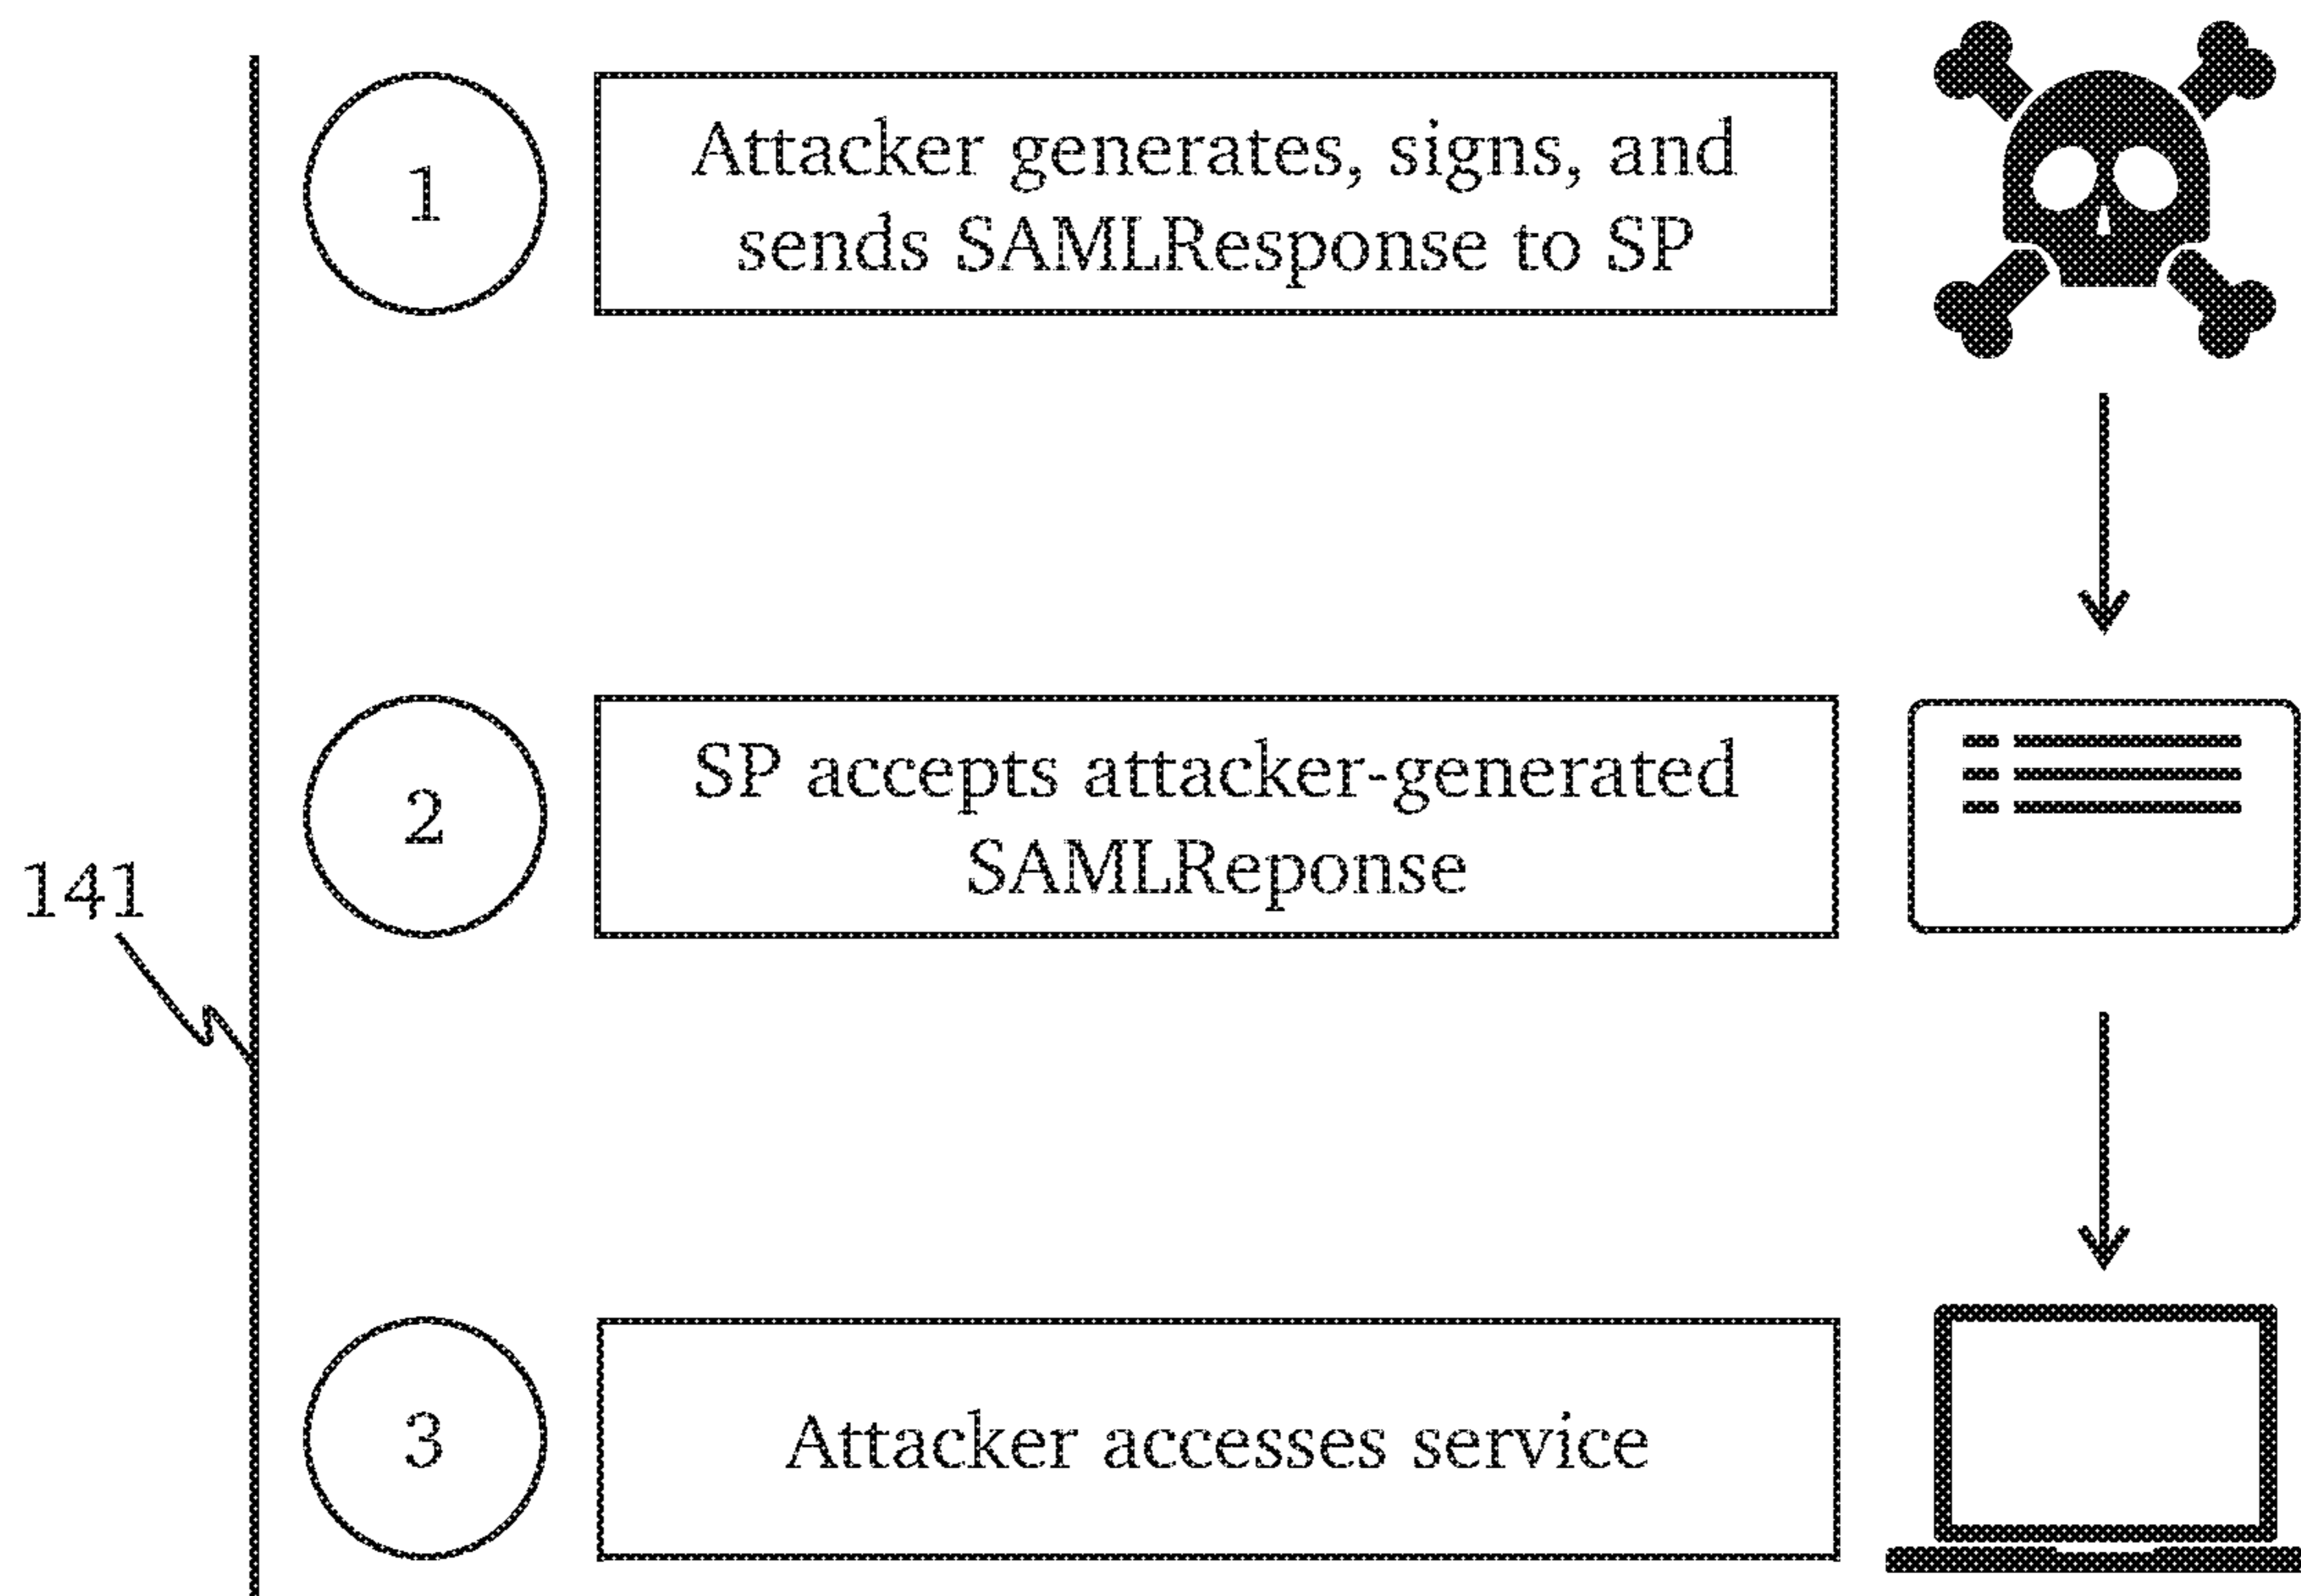 1
Attacker generates, signs, and
sends SAMLResponse to SP
2
SP accepts attacker-generated
SAMLReponse
141
3
Attacker accesses service